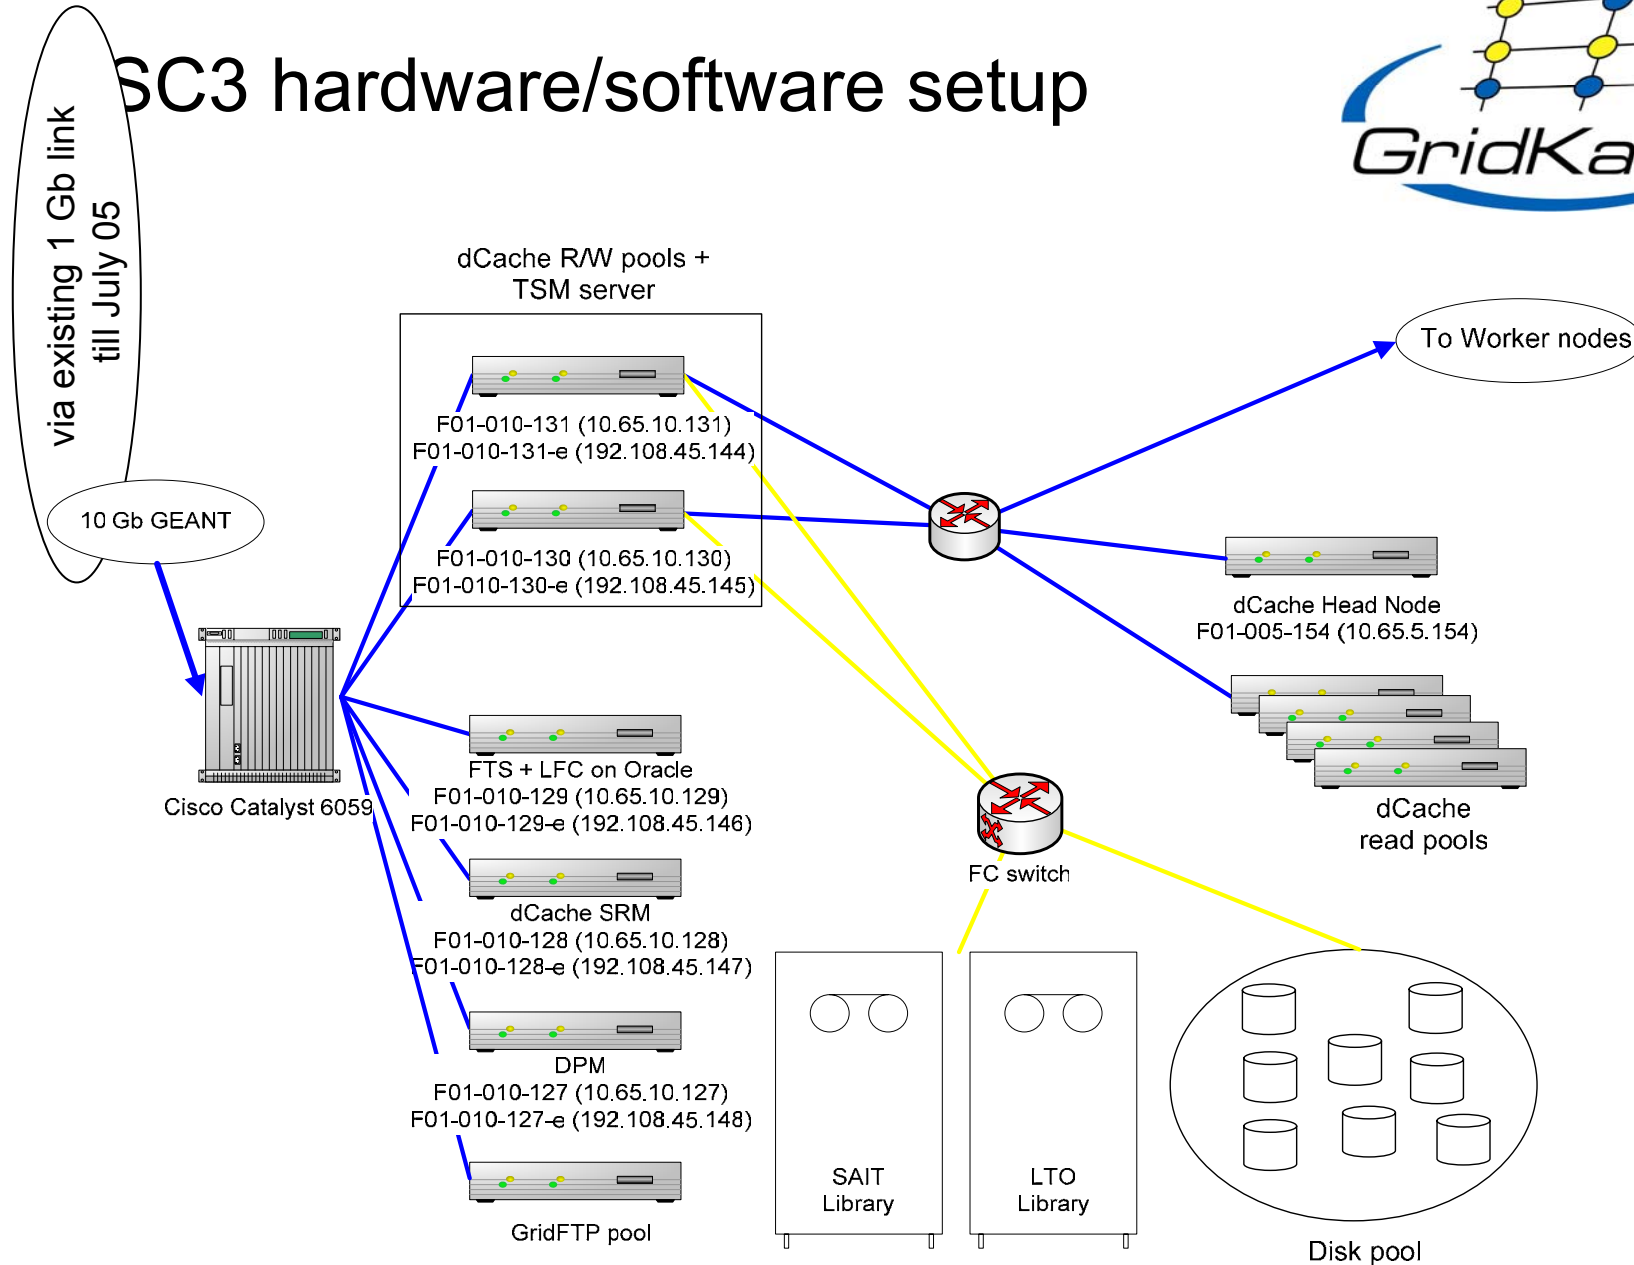 SC3 hardware/software setup
GridKa
via existing 1 Gb link
till July 05
dCache R/W pools +
TSM server
To Worker nodes
F01-010-131 (10.65.10.131)
F01-010-131-e (192.108.45.144)
10 Gb GEANT
F01-010-130 (10.65.10.130)
F01-010-130-e (192.108.45.145)
dCache Head Node
F01-005-154 (10.65.5.154)
Cisco Catalyst 6059
FTS + LFC on Oracle
F01-010-129 (10.65.10.129)
F01-010-129-e (192.108.45.146)
dCache
read pools
FC switch
dCache SRM
F01-010-128 (10.65.10.128)
F01-010-128-e (192.108.45.147)
DPM
F01-010-127 (10.65.10.127)
F01-010-127-e (192.108.45.148)
SAIT
Library
LTO
Library
GridFTP pool
Disk pool